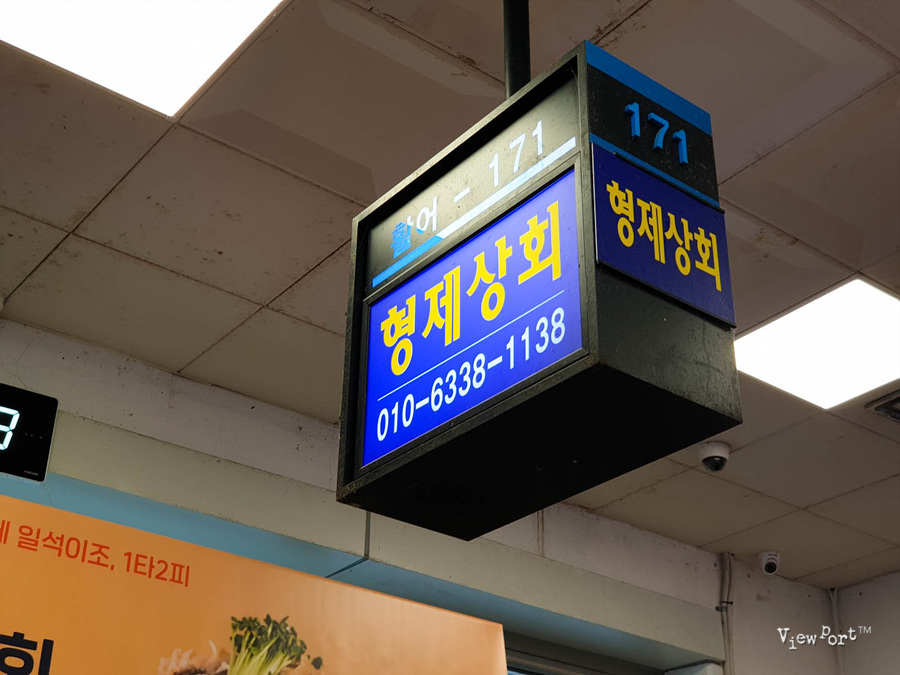 활어 - 171
형제상회
010-6338-1138
171
형제상회
일석이조, 1타2피
회
ViewPort™